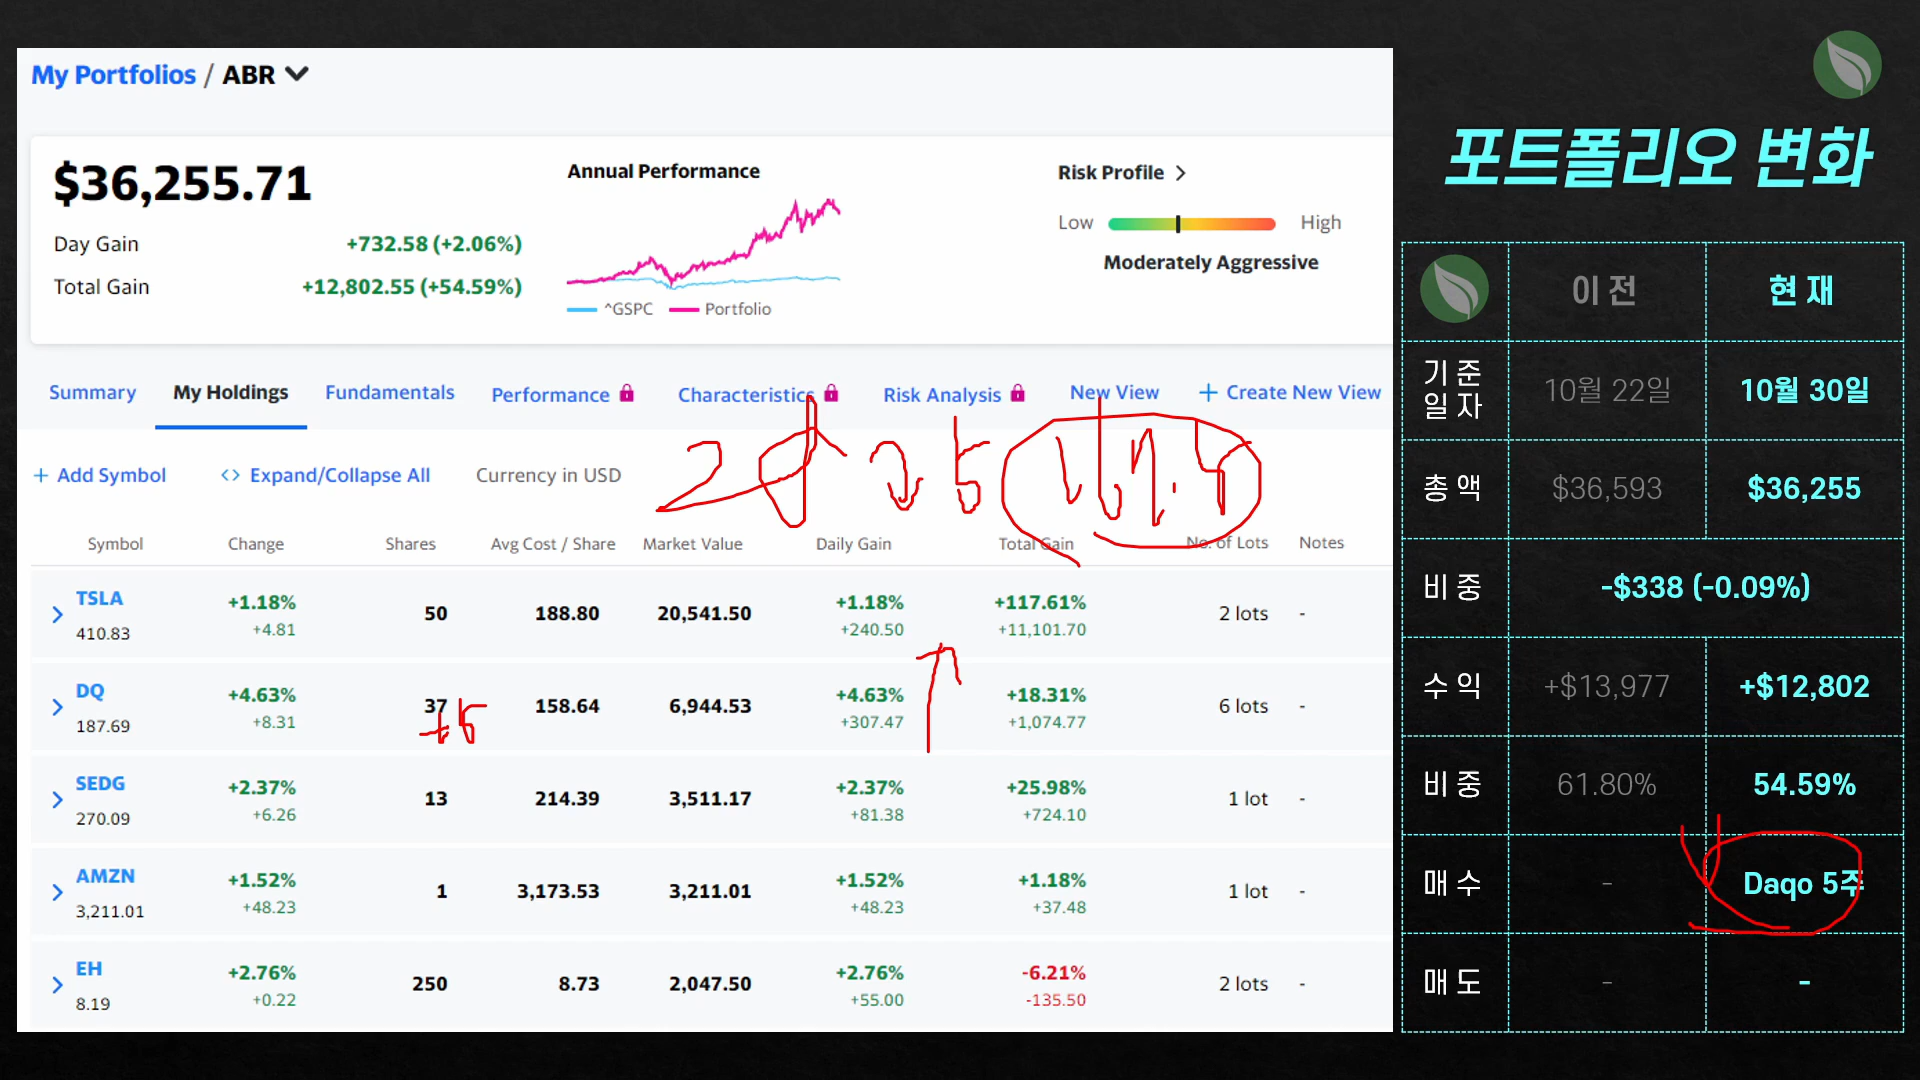 My Portfolios / ABR
$36,255.71
Day Gain +732.58 (+2.06%)
Total Gain +12,802.55 (+54.59%)
Annual Performance
^GSPC Portfolio
Risk Profile
Low High
Moderately Aggressive
Summary My Holdings Fundamentals Performance Characteristics Risk Analysis New View + Create New View
+ Add Symbol <> Expand/Collapse All Currency in USD
Symbol Change Shares Avg Cost / Share Market Value Daily Gain Total Gain No. of Lots Notes
TSLA +1.18% 50 188.80 20,541.50 +1.18% +117.61% 2 lots -
410.83 +4.81 +240.50 +11,101.70
DQ +4.63% 37 158.64 6,944.53 +4.63% +18.31% 6 lots -
187.69 +8.31 +307.47 +1,074.77
+5
SEDG +2.37% 13 214.39 3,511.17 +2.37% +25.98% 1 lot -
270.09 +6.26 +81.38 +724.10
AMZN +1.52% 1 3,173.53 3,211.01 +1.52% +1.18% 1 lot -
3,211.01 +48.23 +48.23 +37.48
EH +2.76% 250 8.73 2,047.50 +2.76% -6.21% 2 lots -
8.19 +0.22 +55.00 -135.50
포트폴리오 변화
이전 현재
기준
일자 10월 22일 10월 30일
총액 $36,593 $36,255
비중 -$338 (-0.09%)
수익 +$13,977 +$12,802
비중 61.80% 54.59%
매수 - Daqo 5주
매도 - -